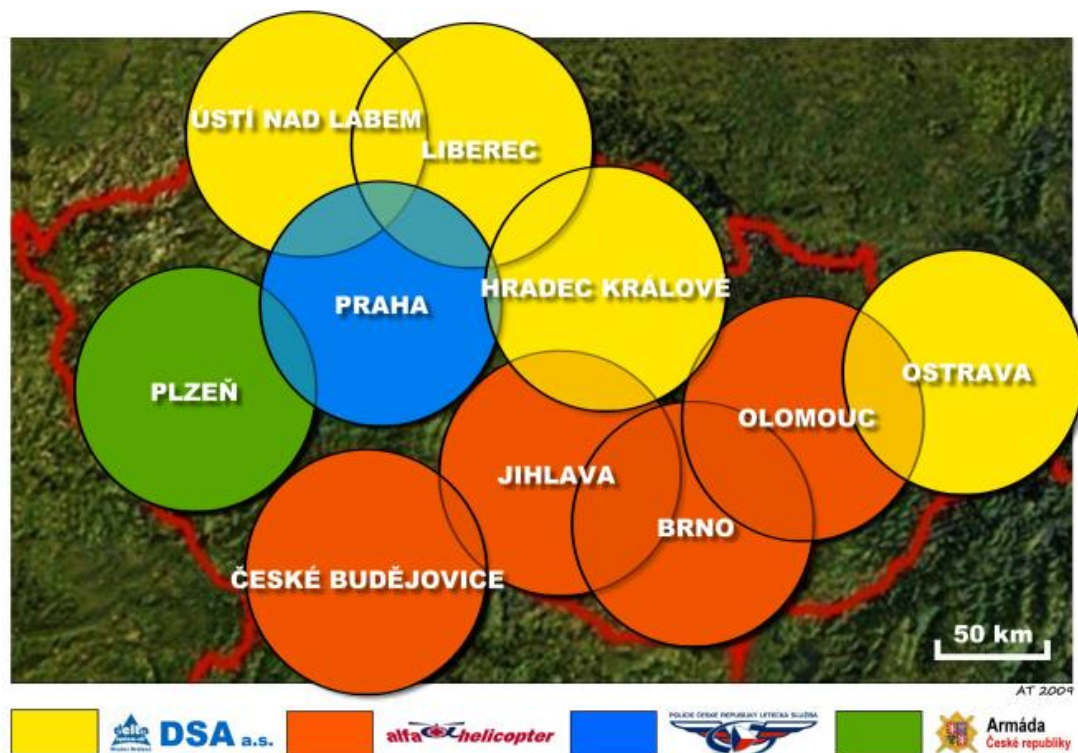 ÚSTÍ NAD LABEM
LIBEREC
HRADEC KRÁLOVÉ
PRAHA
OSTRAVA
PLZEŇ
OLOMOUC
JIHLAVA
BRNO
ČESKÉ BUDĚJOVICE
50 km
AT 2009
delta
DSA a.s.
alfa helicopter
POLICIE ČESKÉ REPUBLIKY LETECKÁ SLUŽBA
Armáda
České republiky